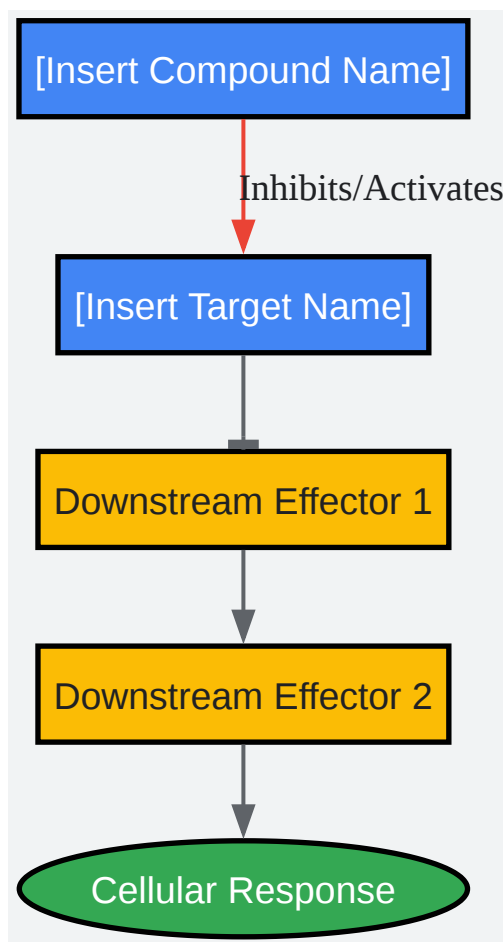 [Insert Compound Name]
Inhibits/Activates
[Insert Target Name]
Downstream Effector 1
Downstream Effector 2
Cellular Response